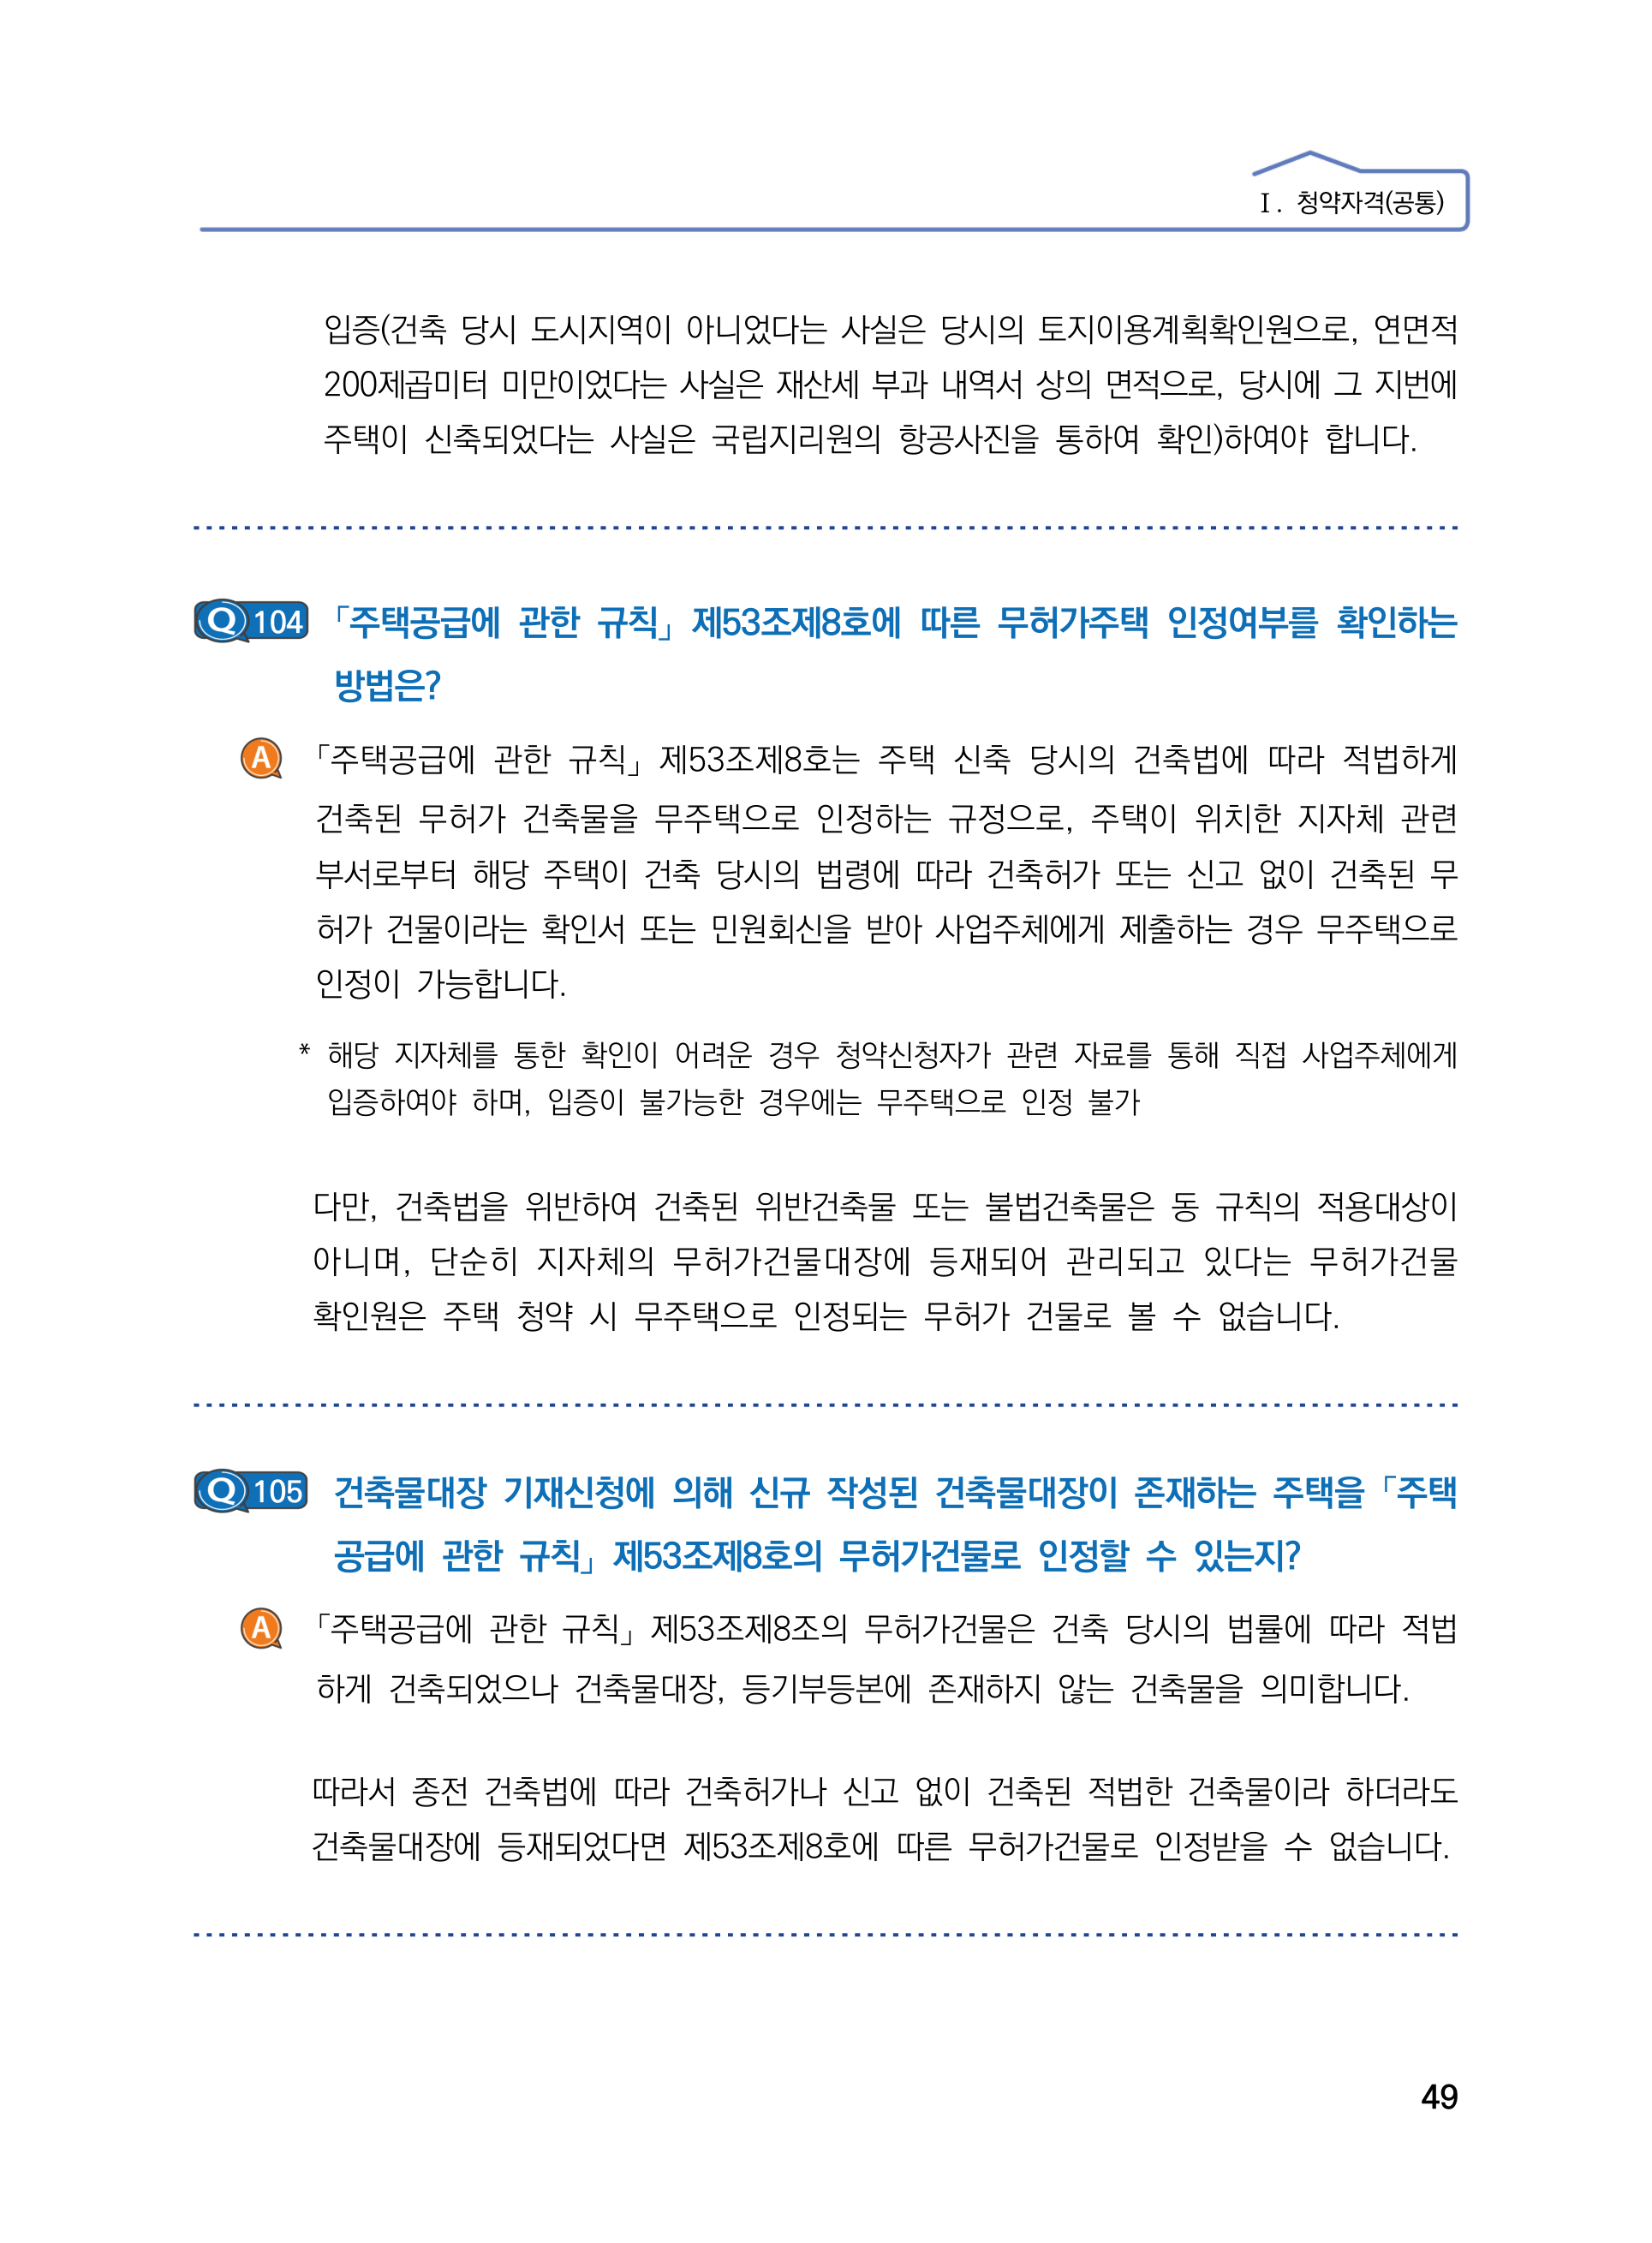 Ⅰ. 청약자격(공통)
입증(건축 당시 도시지역이 아니었다는 사실은 당시의 토지이용계획확인원으로, 연면적
200제곱미터 미만이었다는 사실은 재산세 부과 내역서 상의 면적으로, 당시에 그 지번에
주택이 신축되었다는 사실은 국립지리원의 항공사진을 통하여 확인)하여야 합니다.
Q 104 「주택공급에 관한 규칙」 제53조제8호에 따른 무허가주택 인정여부를 확인하는
방법은?
A 「주택공급에 관한 규칙」 제53조제8호는 주택 신축 당시의 건축법에 따라 적법하게
건축된 무허가 건축물을 무주택으로 인정하는 규정으로, 주택이 위치한 지자체 관련
부서로부터 해당 주택이 건축 당시의 법령에 따라 건축허가 또는 신고 없이 건축된 무
허가 건물이라는 확인서 또는 민원회신을 받아 사업주체에게 제출하는 경우 무주택으로
인정이 가능합니다.
* 해당 지자체를 통한 확인이 어려운 경우 청약신청자가 관련 자료를 통해 직접 사업주체에게
입증하여야 하며, 입증이 불가능한 경우에는 무주택으로 인정 불가
다만, 건축법을 위반하여 건축된 위반건축물 또는 불법건축물은 동 규칙의 적용대상이
아니며, 단순히 지자체의 무허가건물대장에 등재되어 관리되고 있다는 무허가건물
확인원은 주택 청약 시 무주택으로 인정되는 무허가 건물로 볼 수 없습니다.
Q 105 건축물대장 기재신청에 의해 신규 작성된 건축물대장이 존재하는 주택을 「주택
공급에 관한 규칙」 제53조제8호의 무허가건물로 인정할 수 있는지?
A 「주택공급에 관한 규칙」 제53조제8조의 무허가건물은 건축 당시의 법률에 따라 적법
하게 건축되었으나 건축물대장, 등기부등본에 존재하지 않는 건축물을 의미합니다.
따라서 종전 건축법에 따라 건축허가나 신고 없이 건축된 적법한 건축물이라 하더라도
건축물대장에 등재되었다면 제53조제8호에 따른 무허가건물로 인정받을 수 없습니다.
49